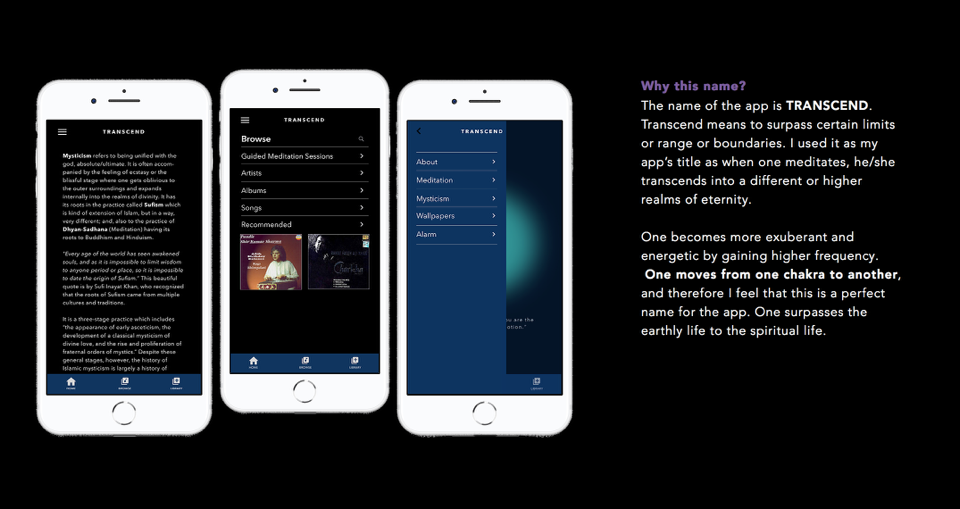 TRANSCEND
Mysticism refers to being unified with the
god, absolute/ultimate. It is often accom-
panied by the feeling of ecstasy or the
blissful stage where one gets oblivious to
the outer surroundings and expands
internally into the realms of divinity. It has
its roots in the practice called Sufism which
is kind of extension of Islam, but in a way,
very different; and, also to the practice of
Dhyan-Sadhana (Meditation) having its
roots to Buddhism and Hinduism.
"Every age of the world has seen awakened
souls, and as it is impossible to limit wisdom
to anyone period or place, so it is impossible
to date the origin of Sufism." This beautiful
quote is by Sufi Inayat Khan, who recognized
that the roots of Sufism came from multiple
cultures and traditions.
It is a three-stage practice which includes
"the appearance of early asceticism, the
development of a classical mysticism of
divine love, and the rise and proliferation of
fraternal orders of mystics." Despite these
general stages, however, the history of
Islamic mysticism is largely a history of
HOME BROWSE LIBRARY
TRANSCEND
Browse
Guided Meditation Sessions
Artists
Albums
Songs
Recommended
HOME BROWSE LIBRARY
TRANSCEND
About
Meditation
Mysticism
Wallpapers
Alarm
ou are the
otion."
LIBRARY
Why this name?
The name of the app is TRANSCEND.
Transcend means to surpass certain limits
or range or boundaries. I used it as my
app's title as when one meditates, he/she
transcends into a different or higher
realms of eternity.
One becomes more exuberant and
energetic by gaining higher frequency.
One moves from one chakra to another,
and therefore I feel that this is a perfect
name for the app. One surpasses the
earthly life to the spiritual life.